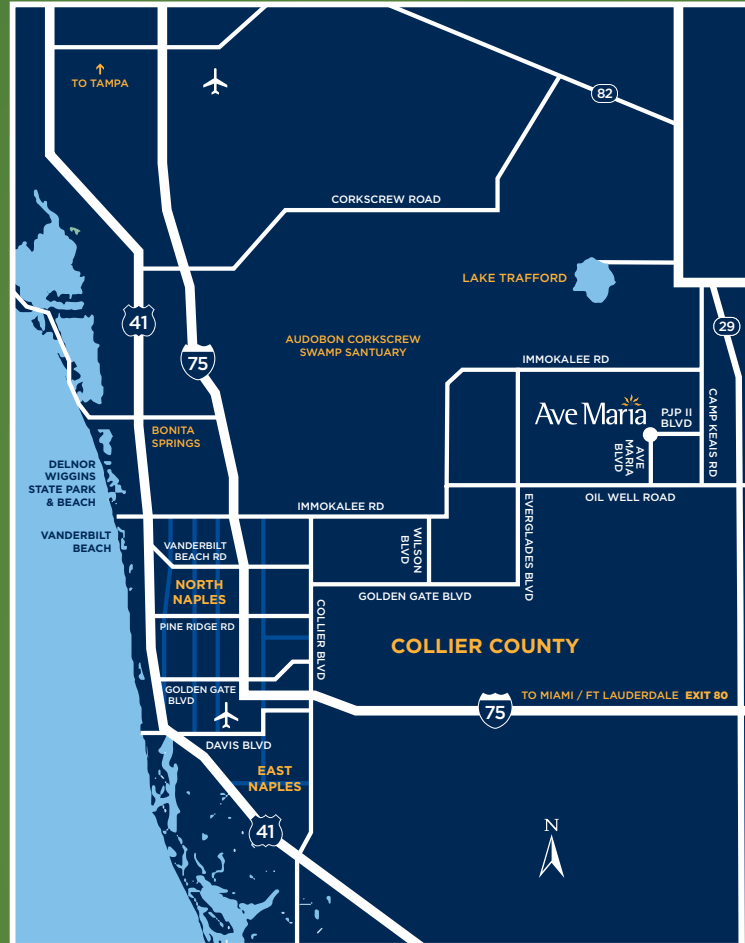 TO TAMPA
82
CORKSCREW ROAD
LAKE TRAFFORD
41
29
AUDOBON CORKSCREW
SWAMP SANTUARY
75
IMMOKALEE RD
Ave Maria
PJP II
BLVD
CAMP KEAIS RD
BONITA
SPRINGS
AVE
MARIA
BLVD
DELNOR
WIGGINS
STATE PARK
& BEACH
OIL WELL ROAD
IMMOKALEE RD
VANDERBILT
BEACH
VANDERBILT
BEACH RD
WILSON
BLVD
EVERGLADES BLVD
NORTH
NAPLES
GOLDEN GATE BLVD
COLLIER BLVD
PINE RIDGE RD
COLLIER COUNTY
GOLDEN GATE
BLVD
TO MIAMI / FT LAUDERDALE EXIT 80
75
DAVIS BLVD
EAST
NAPLES
41
N